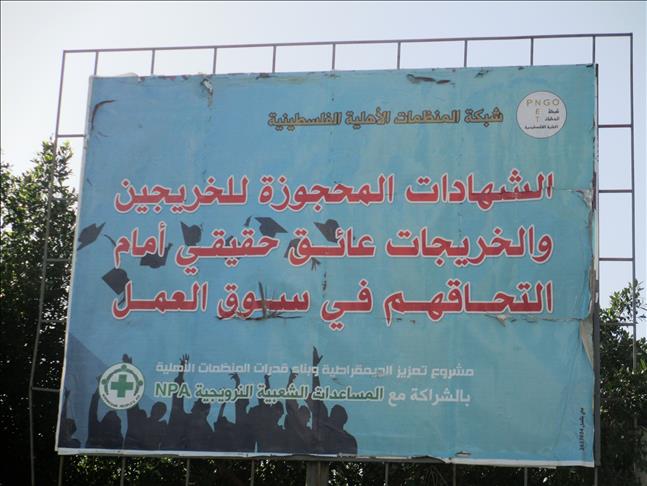 شبكة المنظمات الأهلية الفلسطينية
PNGO
شبكة
E
T
الشهادات المحجوزة للخريجين
والخريجات عائق حقيقي أمام
التحاقهم في سوق العمل
مشروع تعزيز الديمقراطية وبناء قدرات المنظمات الأهلية
بالشراكة مع المساعدات الشعبية النرويجية NPA